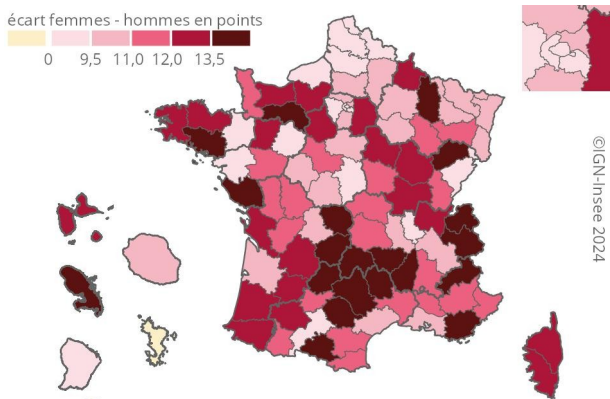 écart femmes - hommes en points
0 9,5 11,0 12,0 13,5
©IGN-Insee 2024